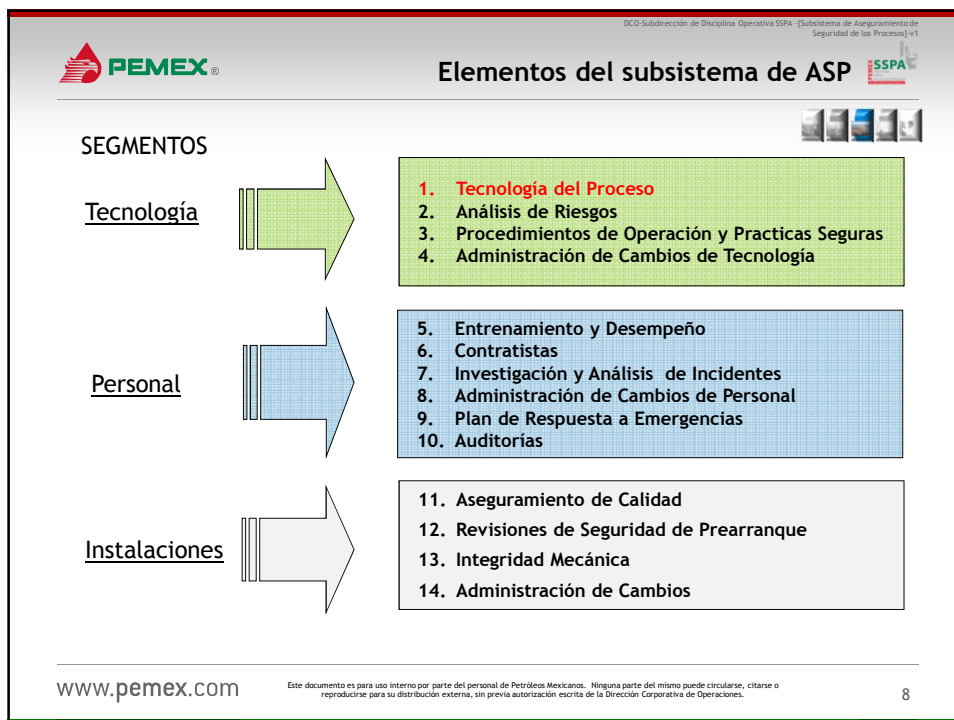 DCO-Subdirección de Disciplina Operativa SSPA -[Subsistema de Aseguramiento de
Seguridad de los Procesos]-v1
PEMEX ®
Elementos del subsistema de ASP
PEMEX SSPA
SEGMENTOS
Tecnología
1. Tecnología del Proceso
2. Análisis de Riesgos
3. Procedimientos de Operación y Practicas Seguras
4. Administración de Cambios de Tecnología
Personal
5. Entrenamiento y Desempeño
6. Contratistas
7. Investigación y Análisis de Incidentes
8. Administración de Cambios de Personal
9. Plan de Respuesta a Emergencias
10. Auditorías
Instalaciones
11. Aseguramiento de Calidad
12. Revisiones de Seguridad de Prearranque
13. Integridad Mecánica
14. Administración de Cambios
www.pemex.com
Este documento es para uso interno por parte del personal de Petróleos Mexicanos. Ninguna parte del mismo puede circularse, citarse o
reproducirse para su distribución externa, sin previa autorización escrita de la Dirección Corporativa de Operaciones.
8